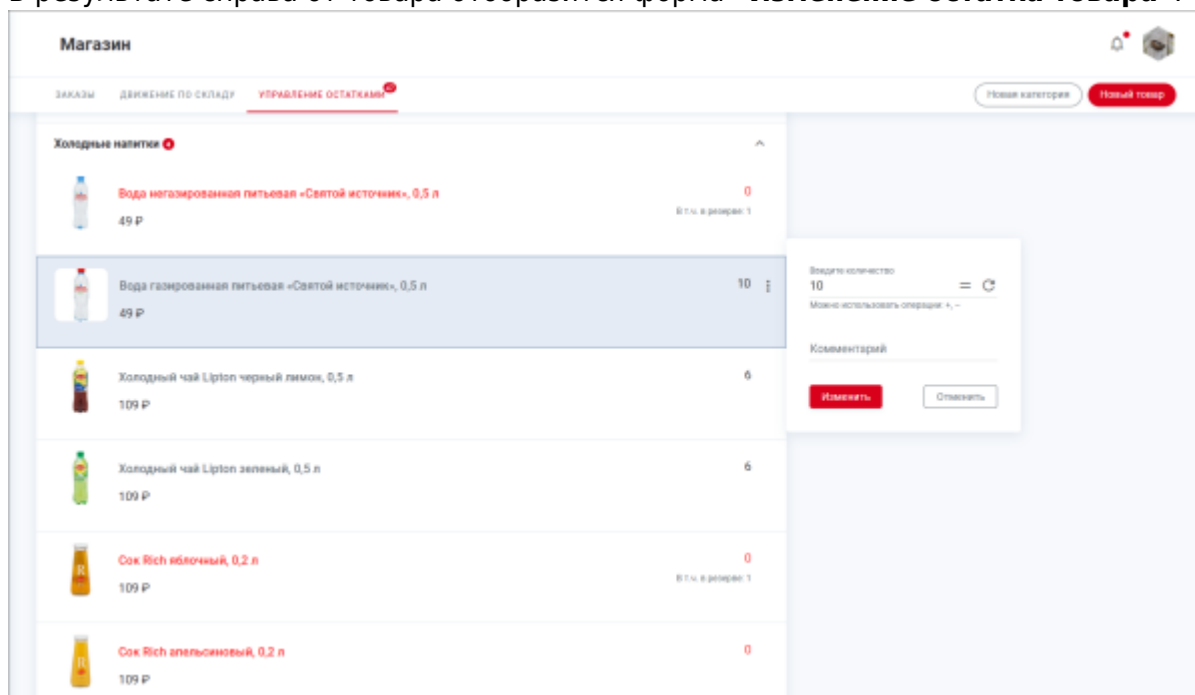 В результате справа от товара отобразится форма "Изменение остатка товара".
Магазин
ЗАКАЗЫ ДВИЖЕНИЕ ПО СКЛАДУ УПРАВЛЕНИЕ ОСТАТКАМИ
Новая категория Новый товар
Холодные напитки 4
Вода негазированная питьевая «Святой источник», 0,5 л 0
49 ₽ В т.ч. в резерве: 1
Вода газированная питьевая «Святой источник», 0,5 л 10
49 ₽
Введите количество
10 =
Можно использовать операции: +, –
Комментарий
Изменить Отменить
Холодный чай Lipton черный лимон, 0,5 л 6
109 ₽
Холодный чай Lipton зеленый, 0,5 л 6
109 ₽
Сок Rich яблочный, 0,2 л 0
109 ₽ В т.ч. в резерве: 1
Сок Rich апельсиновый, 0,2 л 0
109 ₽